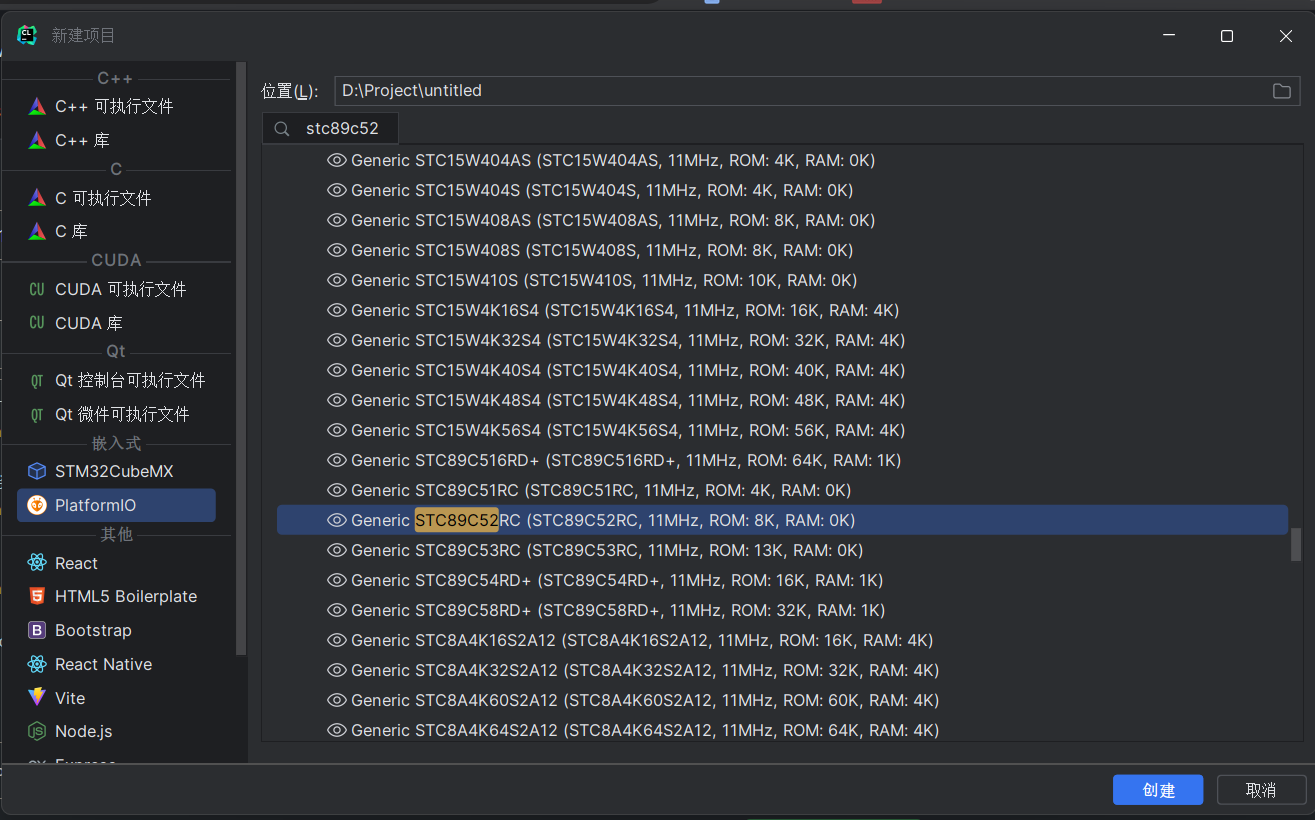 新建项目
C++
C++ 可执行文件
C++ 库
C
C 可执行文件
C 库
CUDA
CUDA 可执行文件
CUDA 库
Qt
Qt 控制台可执行文件
Qt 微件可执行文件
嵌入式
STM32CubeMX
PlatformIO
其他
React
HTML5 Boilerplate
Bootstrap
React Native
Vite
Node.js
位置(L): D:\Project\untitled
stc89c52
Generic STC15W404AS (STC15W404AS, 11MHz, ROM: 4K, RAM: 0K)
Generic STC15W404S (STC15W404S, 11MHz, ROM: 4K, RAM: 0K)
Generic STC15W408AS (STC15W408AS, 11MHz, ROM: 8K, RAM: 0K)
Generic STC15W408S (STC15W408S, 11MHz, ROM: 8K, RAM: 0K)
Generic STC15W410S (STC15W410S, 11MHz, ROM: 10K, RAM: 0K)
Generic STC15W4K16S4 (STC15W4K16S4, 11MHz, ROM: 16K, RAM: 4K)
Generic STC15W4K32S4 (STC15W4K32S4, 11MHz, ROM: 32K, RAM: 4K)
Generic STC15W4K40S4 (STC15W4K40S4, 11MHz, ROM: 40K, RAM: 4K)
Generic STC15W4K48S4 (STC15W4K48S4, 11MHz, ROM: 48K, RAM: 4K)
Generic STC15W4K56S4 (STC15W4K56S4, 11MHz, ROM: 56K, RAM: 4K)
Generic STC89C516RD+ (STC89C516RD+, 11MHz, ROM: 64K, RAM: 1K)
Generic STC89C51RC (STC89C51RC, 11MHz, ROM: 4K, RAM: 0K)
Generic STC89C52RC (STC89C52RC, 11MHz, ROM: 8K, RAM: 0K)
Generic STC89C53RC (STC89C53RC, 11MHz, ROM: 13K, RAM: 0K)
Generic STC89C54RD+ (STC89C54RD+, 11MHz, ROM: 16K, RAM: 1K)
Generic STC89C58RD+ (STC89C58RD+, 11MHz, ROM: 32K, RAM: 1K)
Generic STC8A4K16S2A12 (STC8A4K16S2A12, 11MHz, ROM: 16K, RAM: 4K)
Generic STC8A4K32S2A12 (STC8A4K32S2A12, 11MHz, ROM: 32K, RAM: 4K)
Generic STC8A4K60S2A12 (STC8A4K60S2A12, 11MHz, ROM: 60K, RAM: 4K)
Generic STC8A4K64S2A12 (STC8A4K64S2A12, 11MHz, ROM: 64K, RAM: 4K)
创建 取消